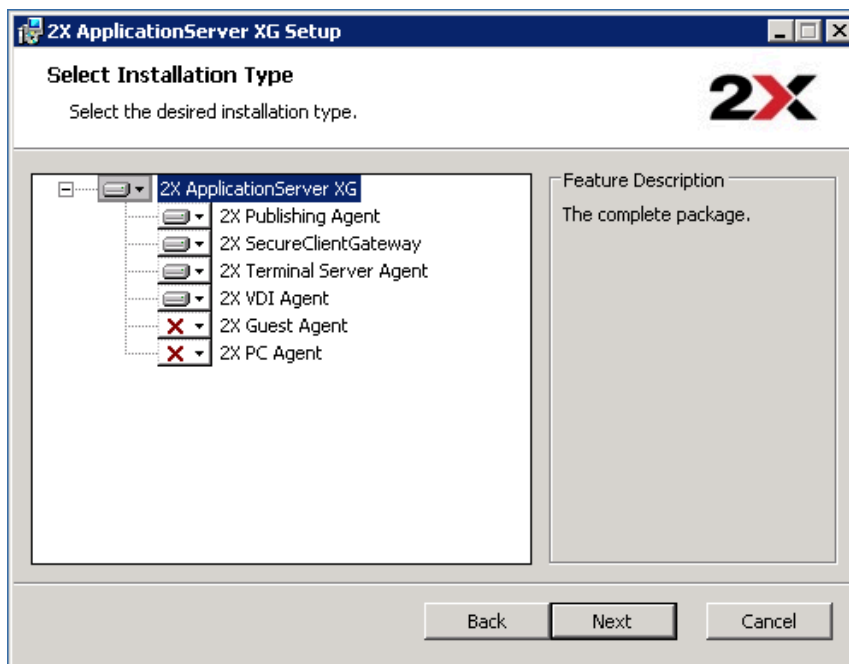 2X ApplicationServer XG Setup
Select Installation Type
Select the desired installation type.
2X
2X ApplicationServer XG
2X Publishing Agent
2X SecureClientGateway
2X Terminal Server Agent
2X VDI Agent
2X Guest Agent
2X PC Agent
Feature Description
The complete package.
Back
Next
Cancel